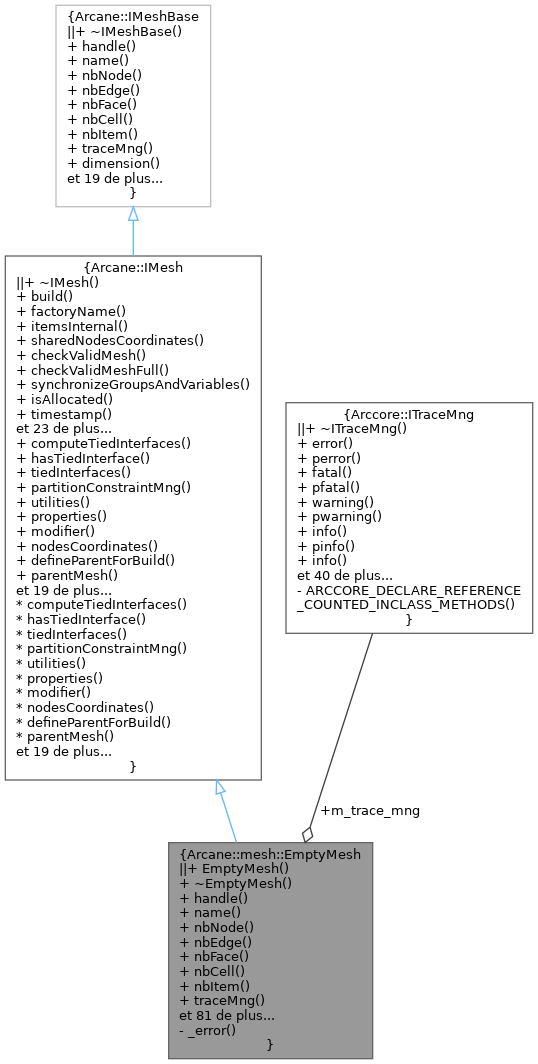 {Arcane::IMeshBase
||+ ~IMeshBase()
+ handle()
+ name()
+ nbNode()
+ nbEdge()
+ nbFace()
+ nbCell()
+ nbItem()
+ traceMng()
+ dimension()
et 19 de plus...
}
{Arcane::IMesh
||+ ~IMesh()
+ build()
+ factoryName()
+ itemsInternal()
+ sharedNodesCoordinates()
+ checkValidMesh()
+ checkValidMeshFull()
+ synchronizeGroupsAndVariables()
+ isAllocated()
+ timestamp()
et 23 de plus...
+ computeTiedInterfaces()
+ hasTiedInterface()
+ tiedInterfaces()
+ partitionConstraintMng()
+ utilities()
+ properties()
+ modifier()
+ nodesCoordinates()
+ defineParentForBuild()
+ parentMesh()
et 19 de plus...
* computeTiedInterfaces()
* hasTiedInterface()
* tiedInterfaces()
* partitionConstraintMng()
* utilities()
* properties()
* modifier()
* nodesCoordinates()
* defineParentForBuild()
* parentMesh()
et 19 de plus...
}
{Arccore::ITraceMng
||+ ~ITraceMng()
+ error()
+ perror()
+ fatal()
+ pfatal()
+ warning()
+ pwarning()
+ info()
+ pinfo()
+ info()
et 40 de plus...
- ARCCORE_DECLARE_REFERENCE
_COUNTED_INCLASS_METHODS()
}
+m_trace_mng
{Arcane::mesh::EmptyMesh
||+ EmptyMesh()
+ ~EmptyMesh()
+ handle()
+ name()
+ nbNode()
+ nbEdge()
+ nbFace()
+ nbCell()
+ nbItem()
+ traceMng()
et 81 de plus...
- _error()
}